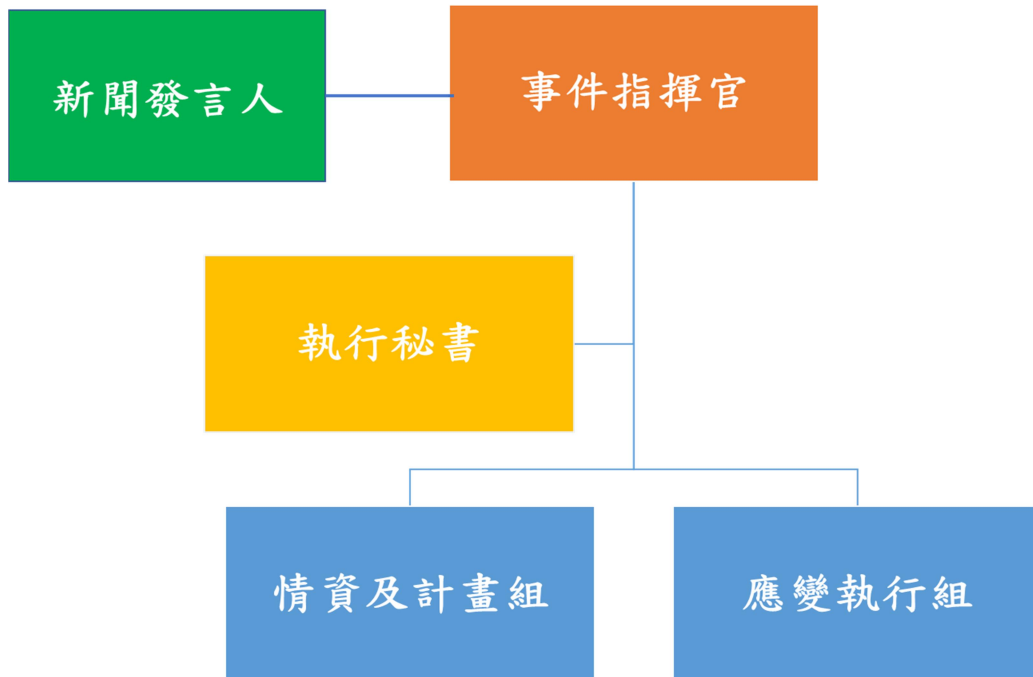 新聞發言人
事件指揮官
執行秘書
情資及計畫組
應變執行組